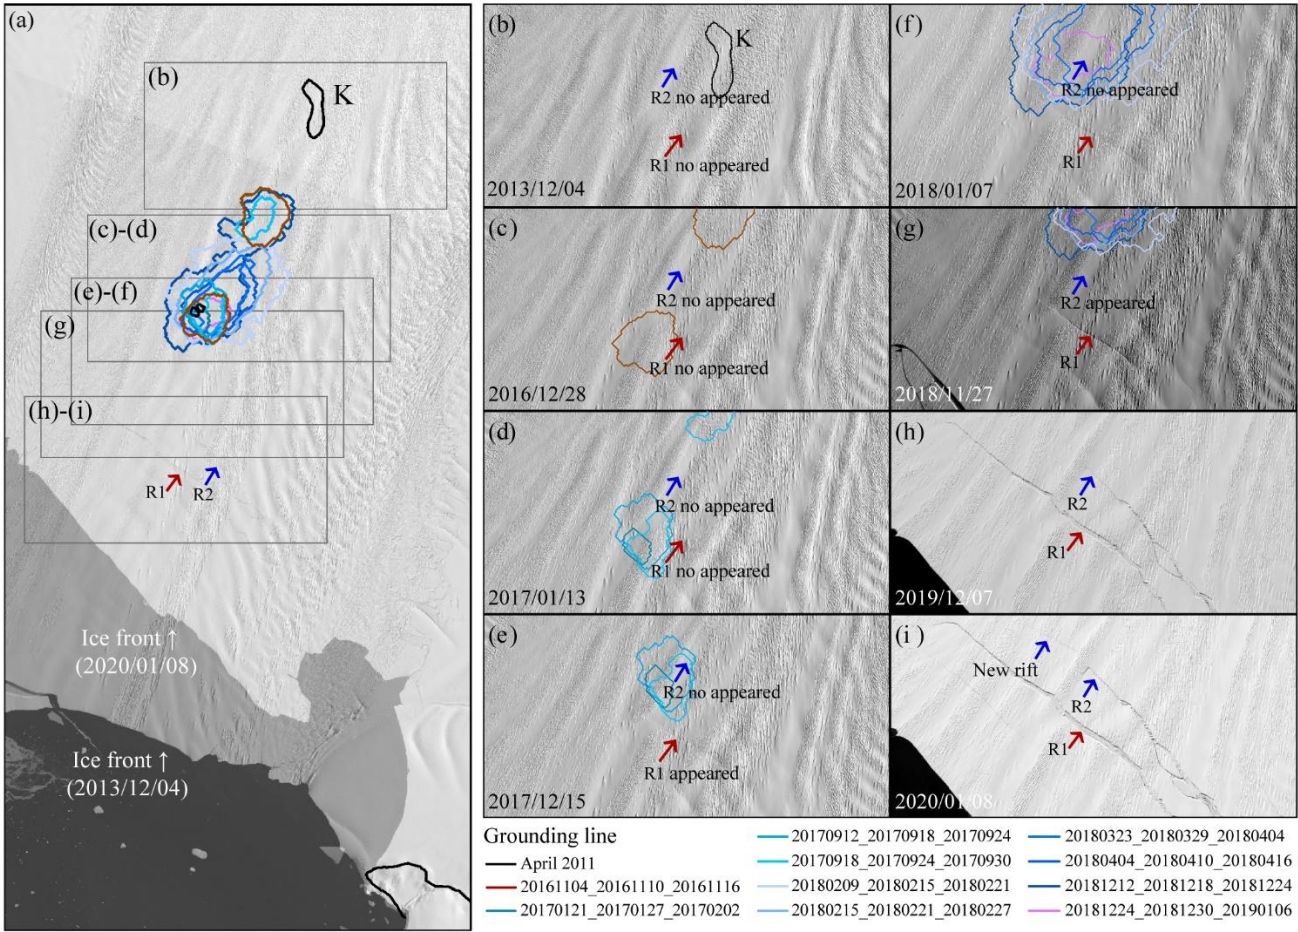 (a)
(b)
K
(c)-(d)
(e)-(f)
(g)
(h)-(i)
R1
R2
Ice front ↑
(2020/01/08)
Ice front ↑
(2013/12/04)
(b)
K
R2 no appeared
R1 no appeared
2013/12/04
(c)
R2 no appeared
R1 no appeared
2016/12/28
(d)
R2 no appeared
R1 no appeared
2017/01/13
(e)
R2 no appeared
R1 appeared
2017/12/15
(f)
R2 no appeared
R1
2018/01/07
(g)
R2 appeared
R1
2018/11/27
(h)
R2
R1
2019/12/07
(i)
New rift
R2
R1
2020/01/08
Grounding line
April 2011
20161104_20161110_20161116
20170121_20170127_20170202
20170912_20170918_20170924
20170918_20170924_20170930
20180209_20180215_20180221
20180215_20180221_20180227
20180323_20180329_20180404
20180404_20180410_20180416
20181212_20181218_20181224
20181224_20181230_20190106